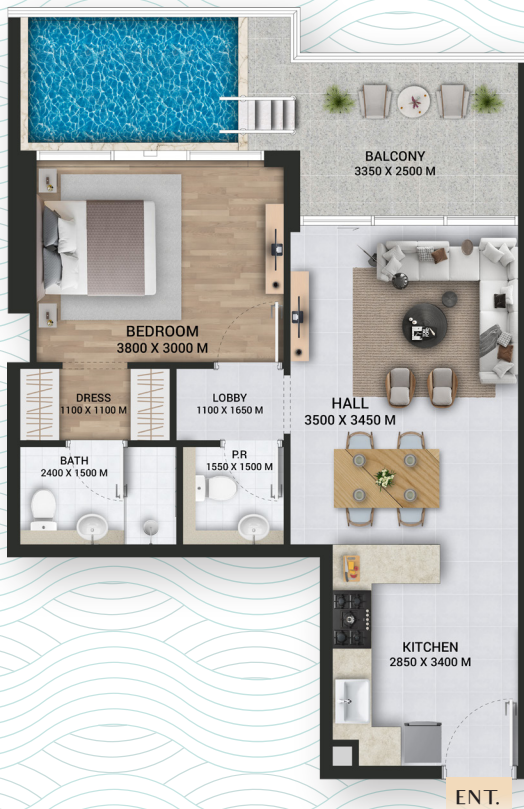 BALCONY
3350 X 2500 M
BEDROOM
3800 X 3000 M
DRESS
1100 X 1100 M
LOBBY
1100 X 1650 M
HALL
3500 X 3450 M
BATH
2400 X 1500 M
P.R
1550 X 1500 M
KITCHEN
2850 X 3400 M
ENT.